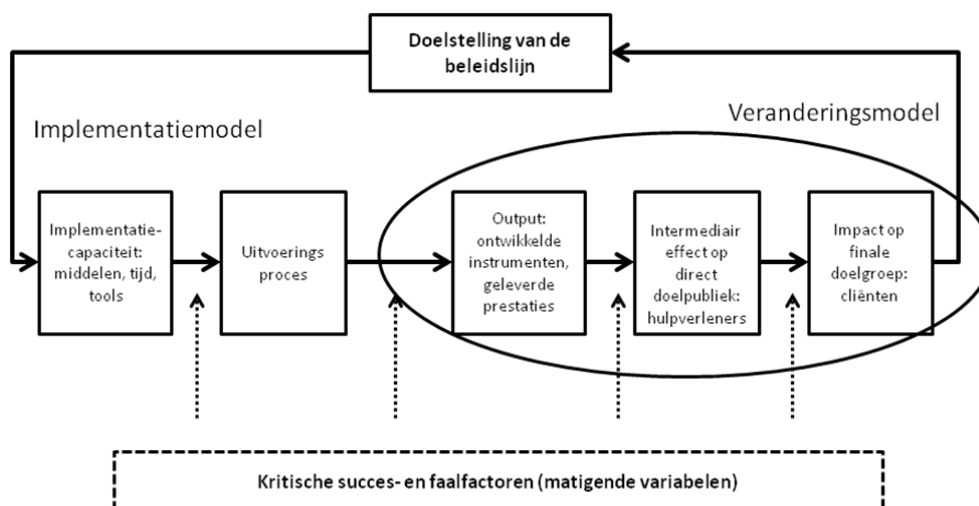 Doelstelling van de
beleidslijn
Implementatiemodel
Veranderingsmodel
Implementatie-
capaciteit:
middelen, tijd,
tools
Uitvoerings
proces
Output:
ontwikkelde
instrumenten,
geleverde
prestaties
Intermediair
effect op
direct
doelpubliek:
hulpverleners
Impact op
finale
doelgroep:
cliënten
Kritische succes- en faalfactoren (matigende variabelen)